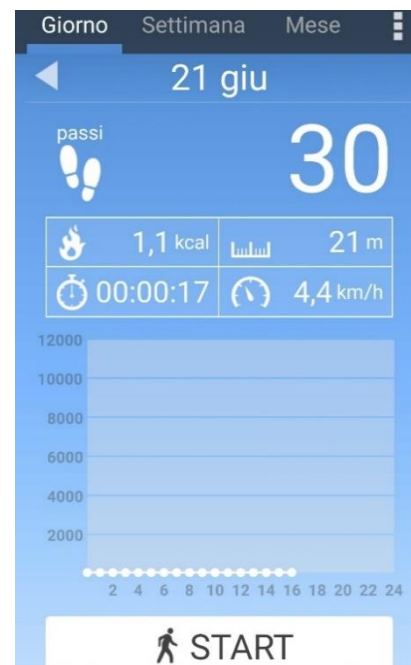 Giorno Settimana Mese
21 giu
passi
30
1,1 kcal 21 m
00:00:17 4,4 km/h
12000
10000
8000
6000
4000
2000
2 4 6 8 10 12 14 16 18 20 22 24
START